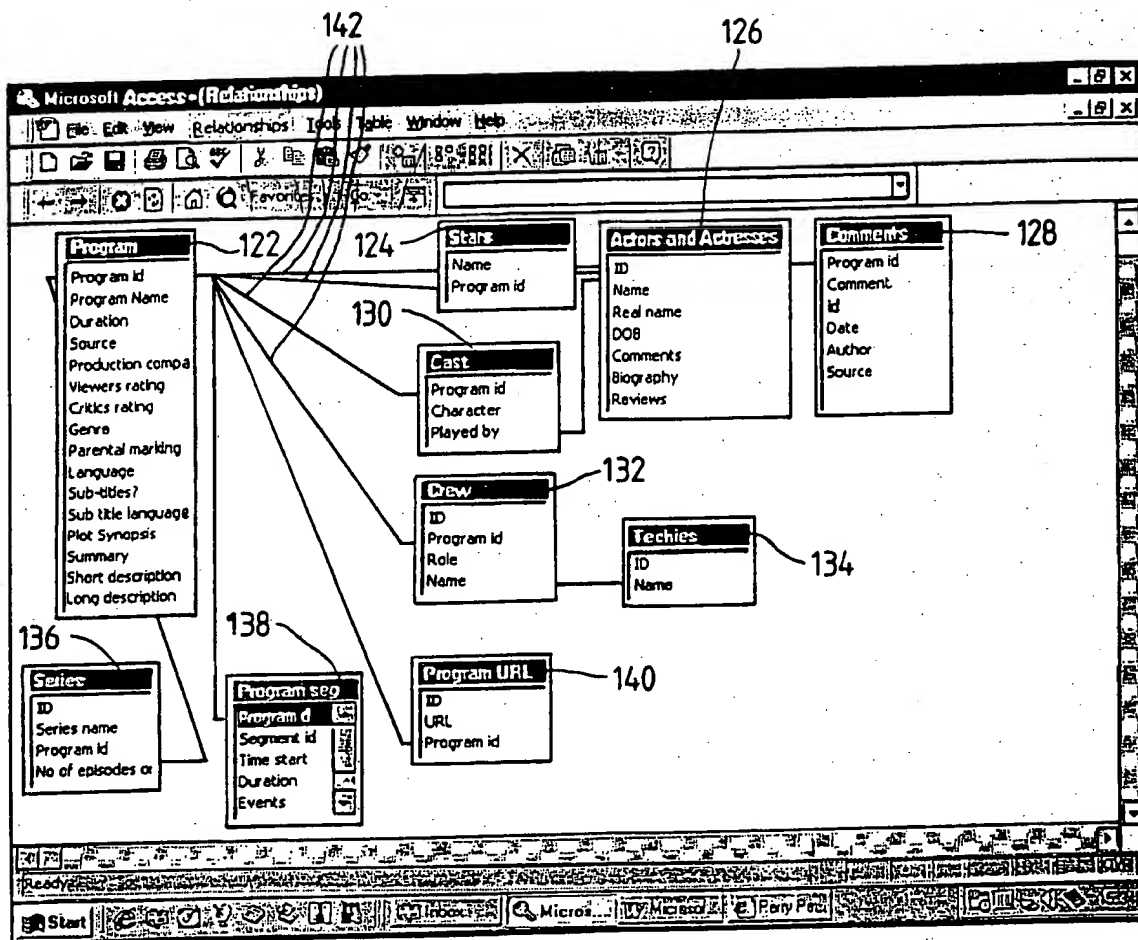 142
126
Microsoft Access - (Relationships)
File Edit View Relationships Tools Table Window Help
Favorit Go
Program
Program id
Program Name
Duration
Source
Production compa
Viewers rating
Critics rating
Genre
Parental marking
Language
Sub-titles?
Sub title language
Plot Synopsis
Summary
Short description
Long description
122
124
Stars
Name
Program id
Actors and Actresses
ID
Name
Real name
DOB
Comments
Biography
Reviews
Comments
Program id
Comment
Id
Date
Author
Source
128
130
Cast
Program id
Character
Played by
132
Crew
ID
Program id
Role
Name
Techies
ID
Name
134
136
Series
ID
Series name
Program id
No of episodes or
138
Program seg
Program d
Segment id
Time start
Duration
Events
Program URL
ID
URL
Program id
140
Ready
Start
Inbox
Micros...
Microsof